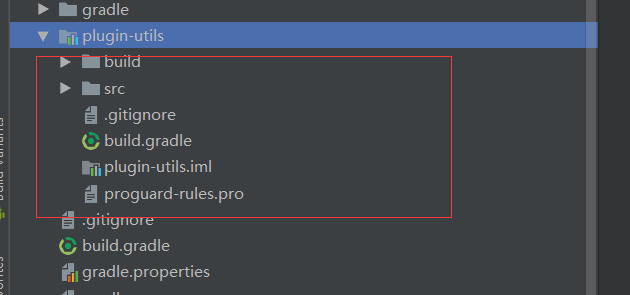 gradle
plugin-utils
build
src
.gitignore
build.gradle
plugin-utils.iml
proguard-rules.pro
.gitignore
build.gradle
gradle.properties